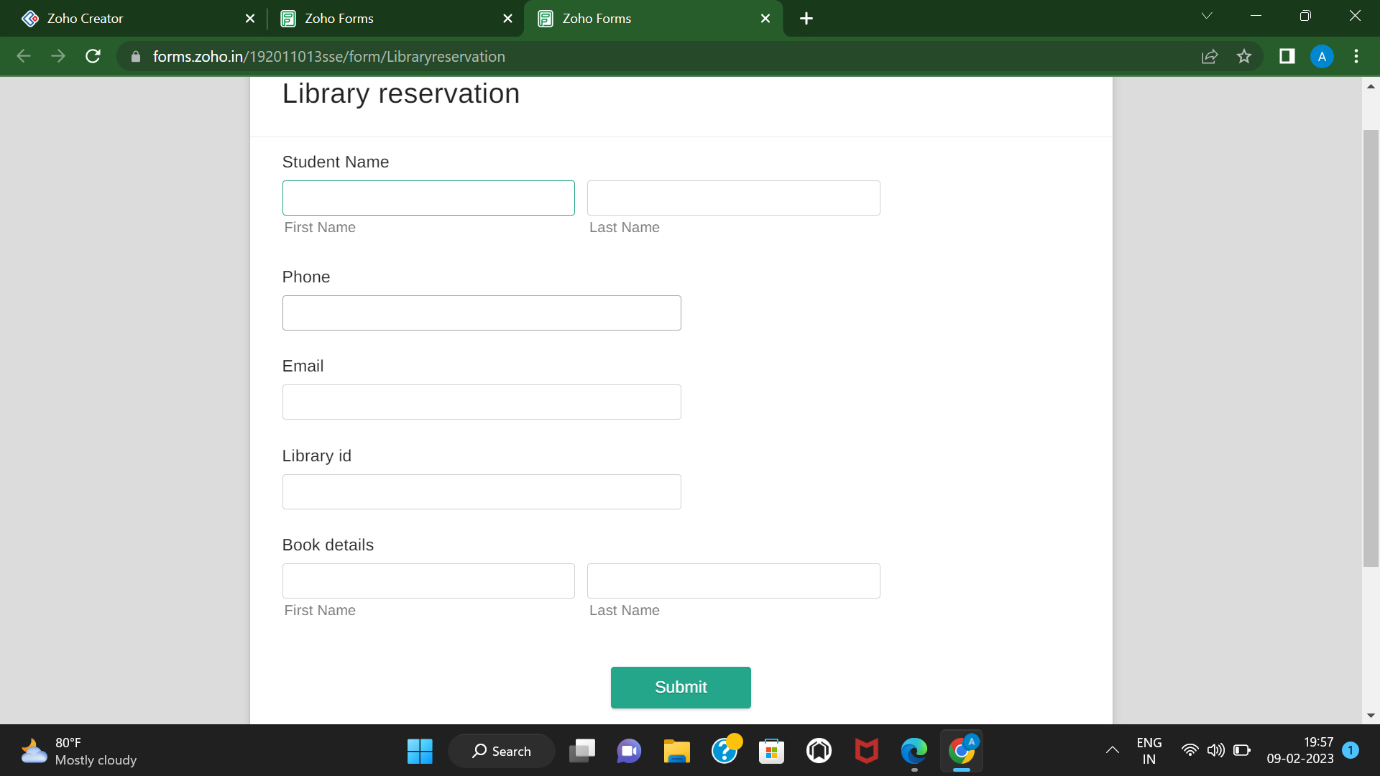 Zoho Creator
Zoho Forms
Zoho Forms
forms.zoho.in/192011013sse/form/Libraryreservation
A
Library reservation
Student Name
First Name Last Name
Phone
Email
Library id
Book details
First Name Last Name
Submit
80°F
Mostly cloudy
Search
A
ENG
IN
19:57
09-02-2023
1